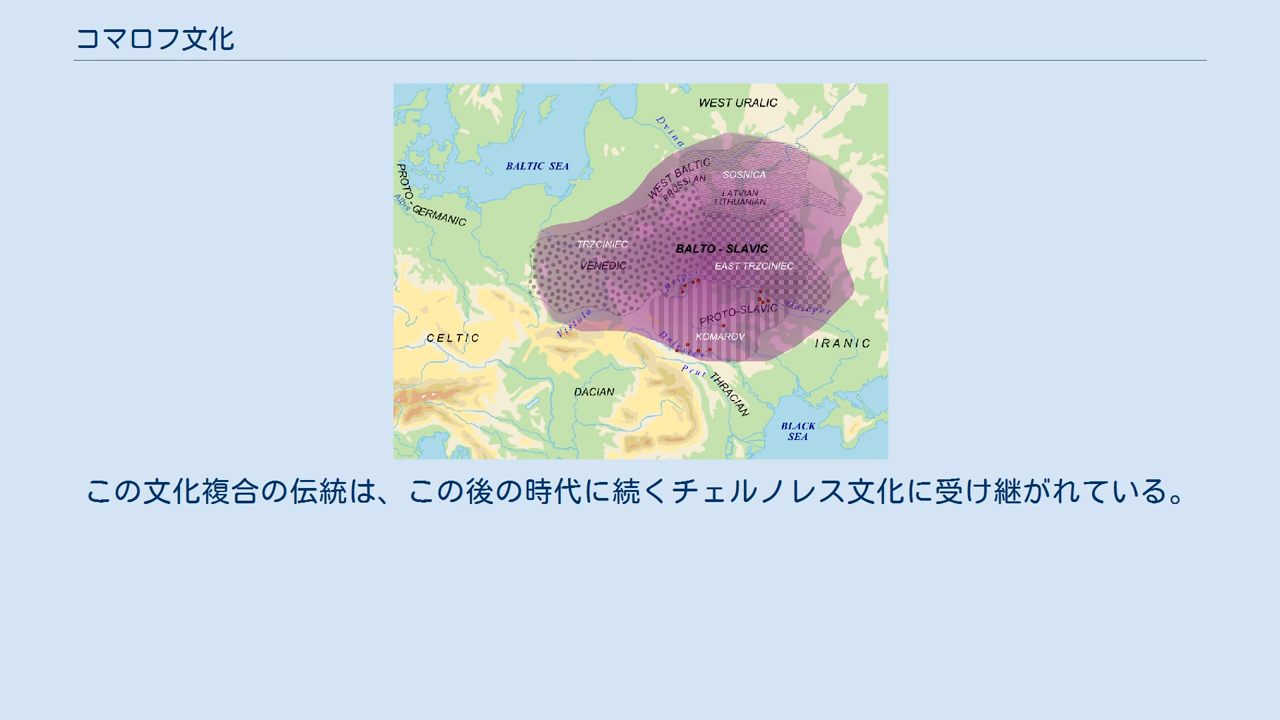 コマロフ文化
WEST URALIC
Dvina
BALTIC SEA
WEST BALTIC
PRUSSIAN
SOSNICA
LATVIAN
LITHUANIAN
PROTO-GERMANIC
Albis
TRZCINIEC
VENEDIC
BALTO - SLAVIC
EAST TRZCINIEC
PROTO-SLAVIC
Dnieper
Vistula
KOMAROV
Dniester
Prut
CELTIC
IRANIC
DACIAN
THRACIAN
BLACK
SEA
この文化複合の伝統は、この後の時代に続くチェルノレス文化に受け継がれている。